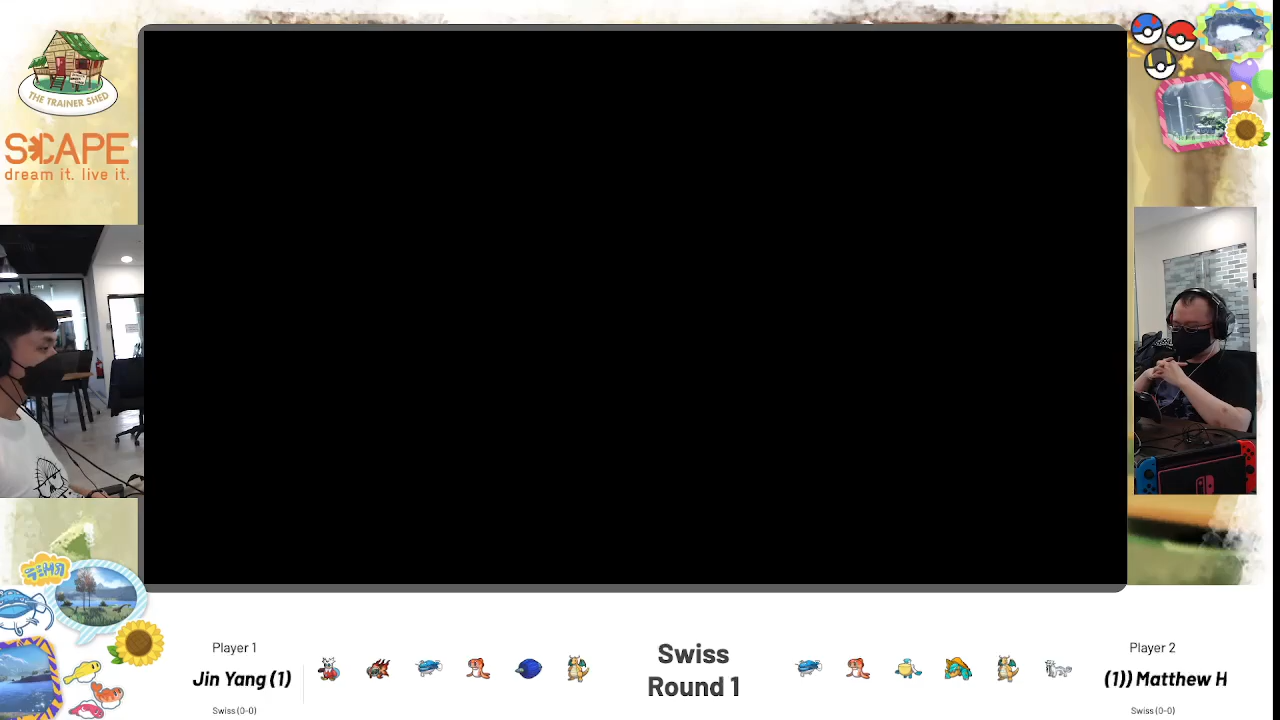 THE TRAINER SHED
SCAPE
dream it. live it.
Player 1
Jin Yang (1)
Swiss (0-0)
Swiss
Round 1
Player 2
(1)) Matthew H
Swiss (0-0)